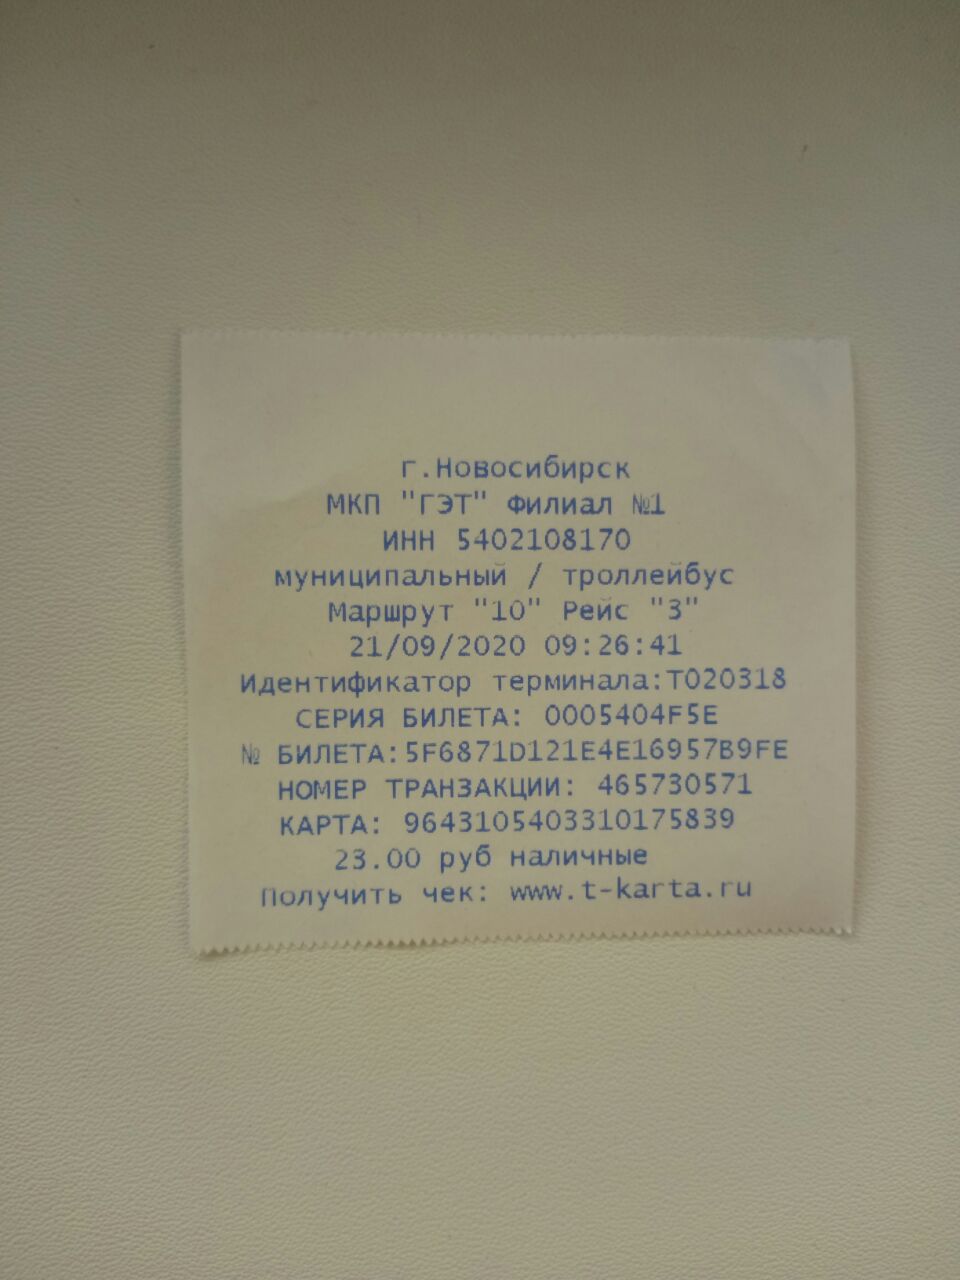 г.Новосибирск
МКП "ГЭТ" Филиал №1
ИНН 5402108170
муниципальный / троллейбус
Маршрут "10" Рейс "3"
21/09/2020 09:26:41
Идентификатор терминала:T020318
СЕРИЯ БИЛЕТА: 0005404F5E
№ БИЛЕТА:5F6871D121E4E16957B9FE
НОМЕР ТРАНЗАКЦИИ: 465730571
КАРТА: 9643105403310175839
23.00 руб наличные
Получить чек: www.t-karta.ru